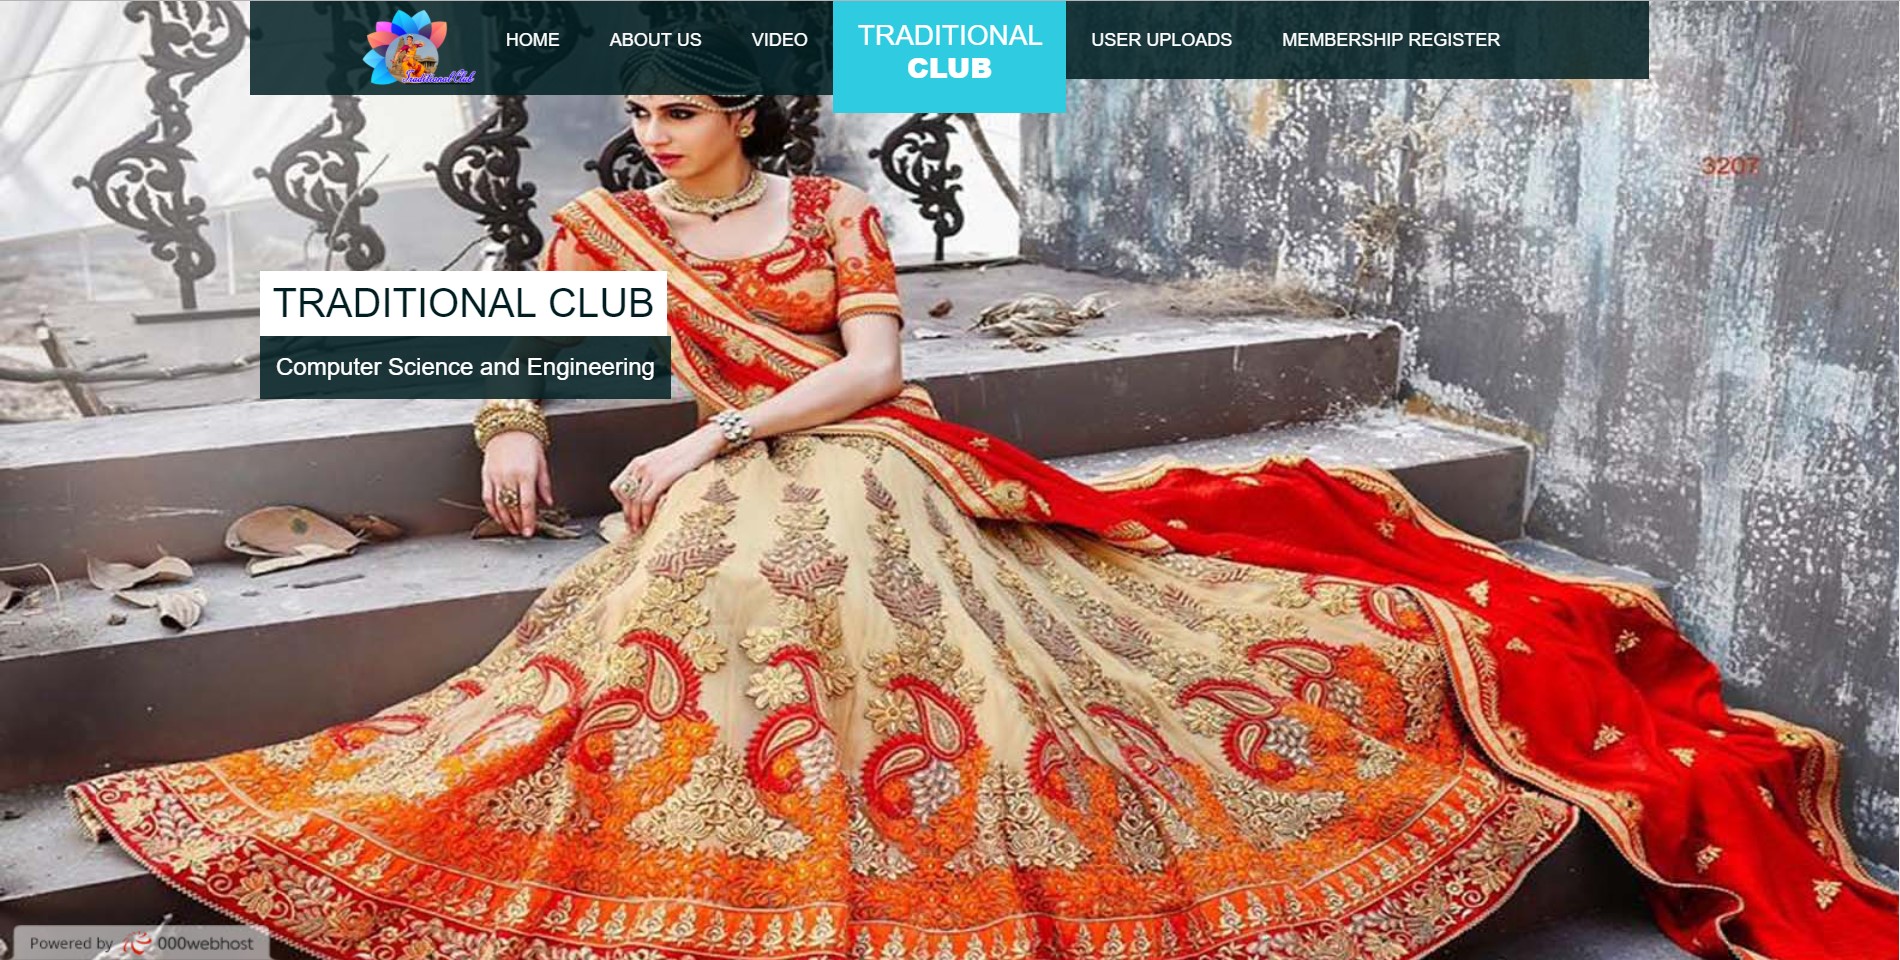 Traditional Club
HOME
ABOUT US
VIDEO
TRADITIONAL
CLUB
USER UPLOADS
MEMBERSHIP REGISTER
3207
TRADITIONAL CLUB
Computer Science and Engineering
Powered by 000webhost